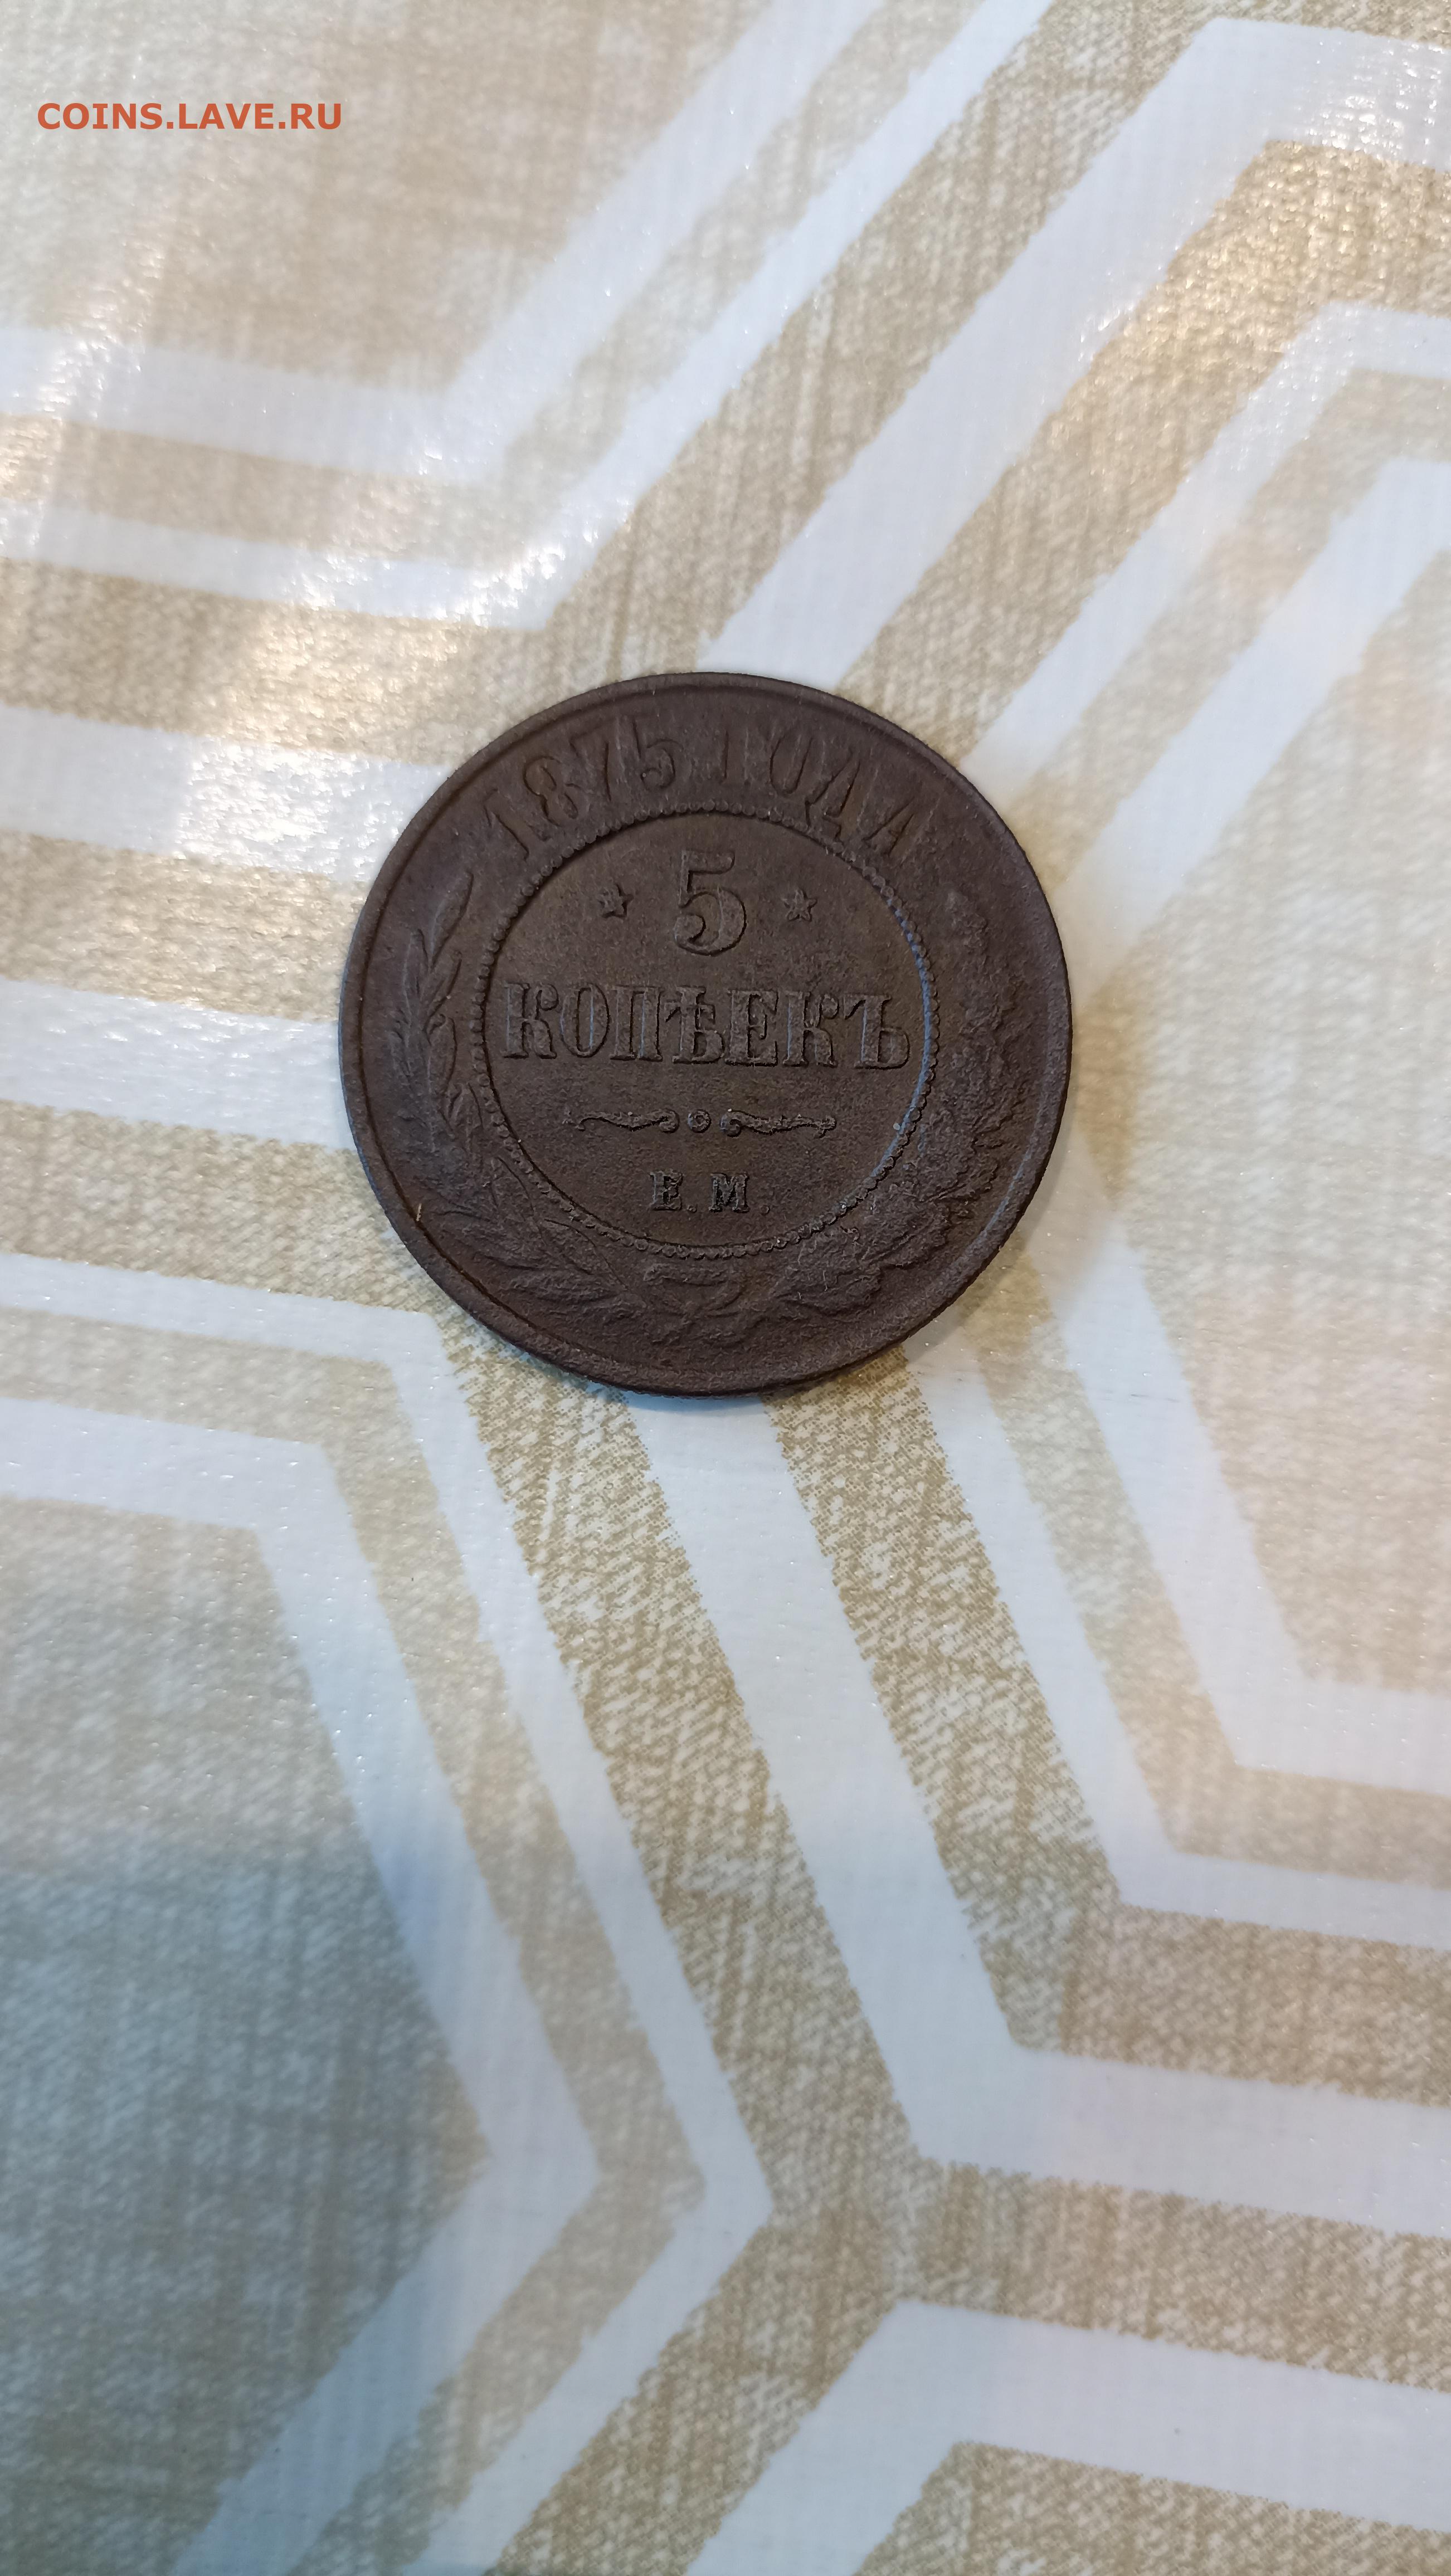 COINS.LAVE.RU
1875 ГОДА
5
КОПѢЕКЪ
Е.М.